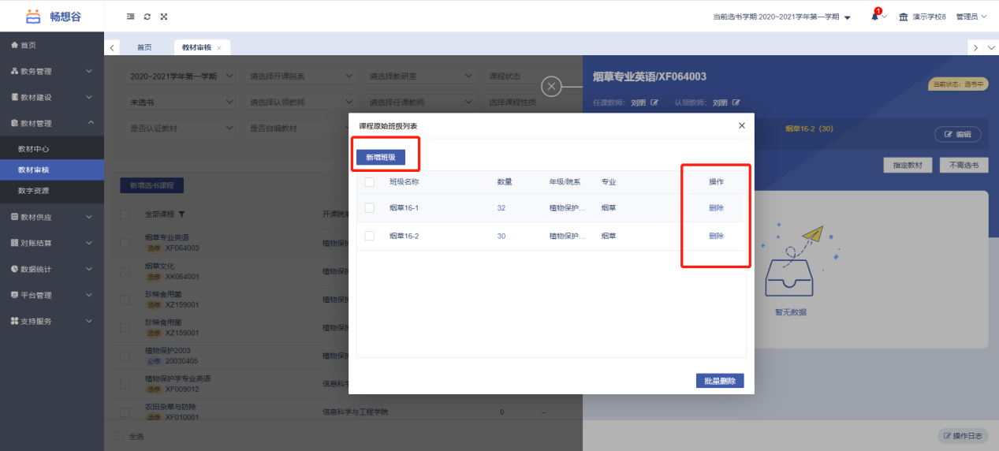 畅想谷
当前选书学期:2020~2021学年第一学期
1
演示学校8
管理员
首页
教务管理
教材建设
教材管理
教材中心
教材审核
数字资源
教材供应
对账结算
数据统计
平台管理
支持服务
首页
教材审核
2020~2021学年第一学期
请选择开课院系
请选择教研室
课程状态
未选书
请选择认领教师
请选择任课教师
选择课程性质
是否认证教材
是否自编教材
新增选书课程
全部课程
开课院系
烟草专业英语
选修 XF064003
植物保护
烟草文化
选修 XK064001
植物保护
珍稀食用菌
选修 XZ159001
植物保护
珍稀食用菌
选修 XZ159001
植物保护
植物保护2003
必修 20030405
植物保护
植物保护学专业英语
选修 XF009012
信息科学
农田杂草与防除
选修 XF010001
信息科学与工程学院
0
--
全选
课程原始班级列表
新增班级
班级名称
数量
年级/院系
专业
操作
烟草16-1
32
植物保护...
烟草
删除
烟草16-2
30
植物保护...
烟草
删除
批量删除
烟草专业英语/XF064003
当前状态：选书中
任课教师: 刘朋
认领教师: 刘朋
烟草16-2（30）
编辑
指定教材
不需选书
暂无数据
操作日志